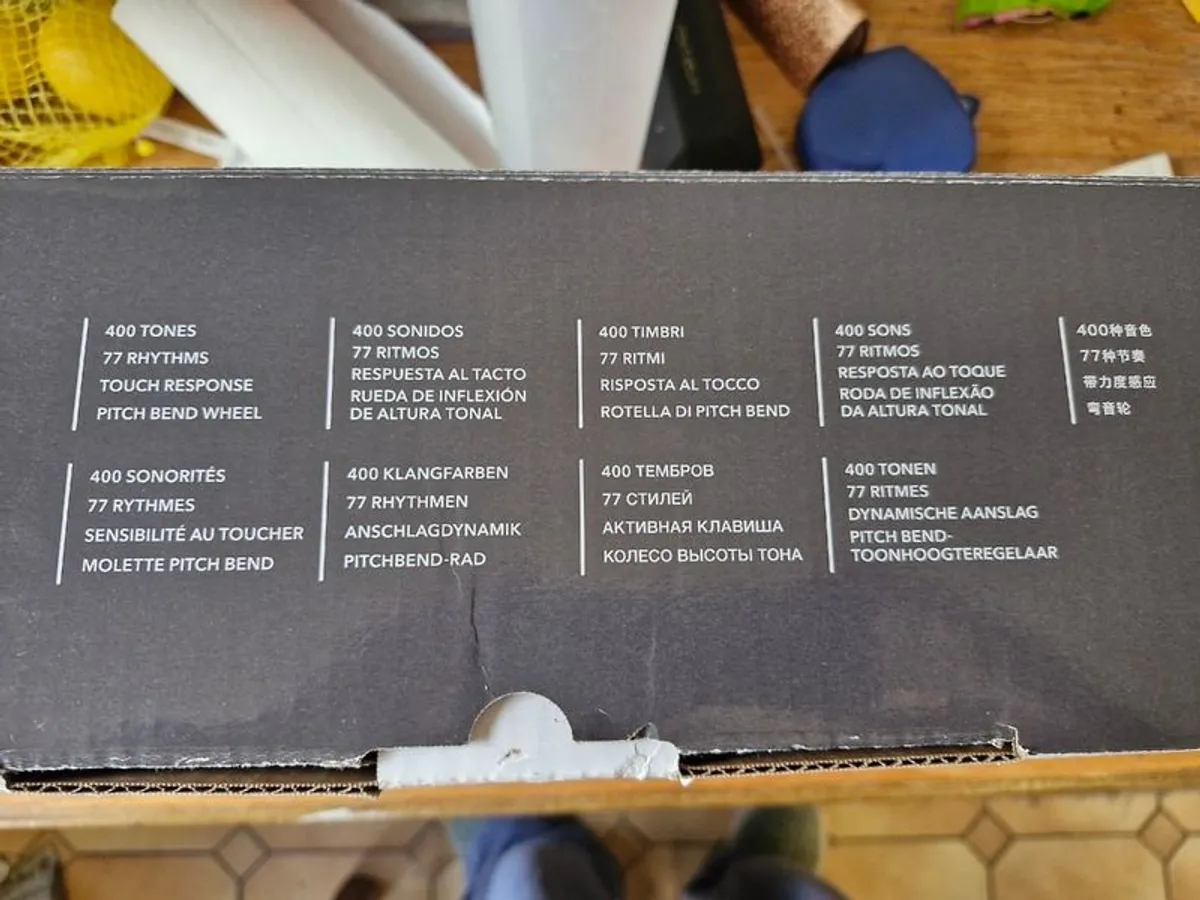 400 TONES
77 RHYTHMS
TOUCH RESPONSE
PITCH BEND WHEEL
400 SONIDOS
77 RITMOS
RESPUESTA AL TACTO
RUEDA DE INFLEXIÓN
DE ALTURA TONAL
400 TIMBRI
77 RITMI
RISPOSTA AL TOCCO
ROTELLA DI PITCH BEND
400 SONS
77 RITMOS
RESPOSTA AO TOQUE
RODA DE INFLEXÃO
DA ALTURA TONAL
400种音色
77种节奏
带力度感应
弯音轮
400 SONORITÉS
77 RYTHMES
SENSIBILITÉ AU TOUCHER
MOLETTE PITCH BEND
400 KLANGFARBEN
77 RHYTHMEN
ANSCHLAGDYNAMIK
PITCHBEND-RAD
400 ТЕМБРОВ
77 СТИЛЕЙ
АКТИВНАЯ КЛАВИША
КОЛЕСО ВЫСОТЫ ТОНА
400 TONEN
77 RITMES
DYNAMISCHE AANSLAG
PITCH BEND-
TOONHOOGTEREGELAAR